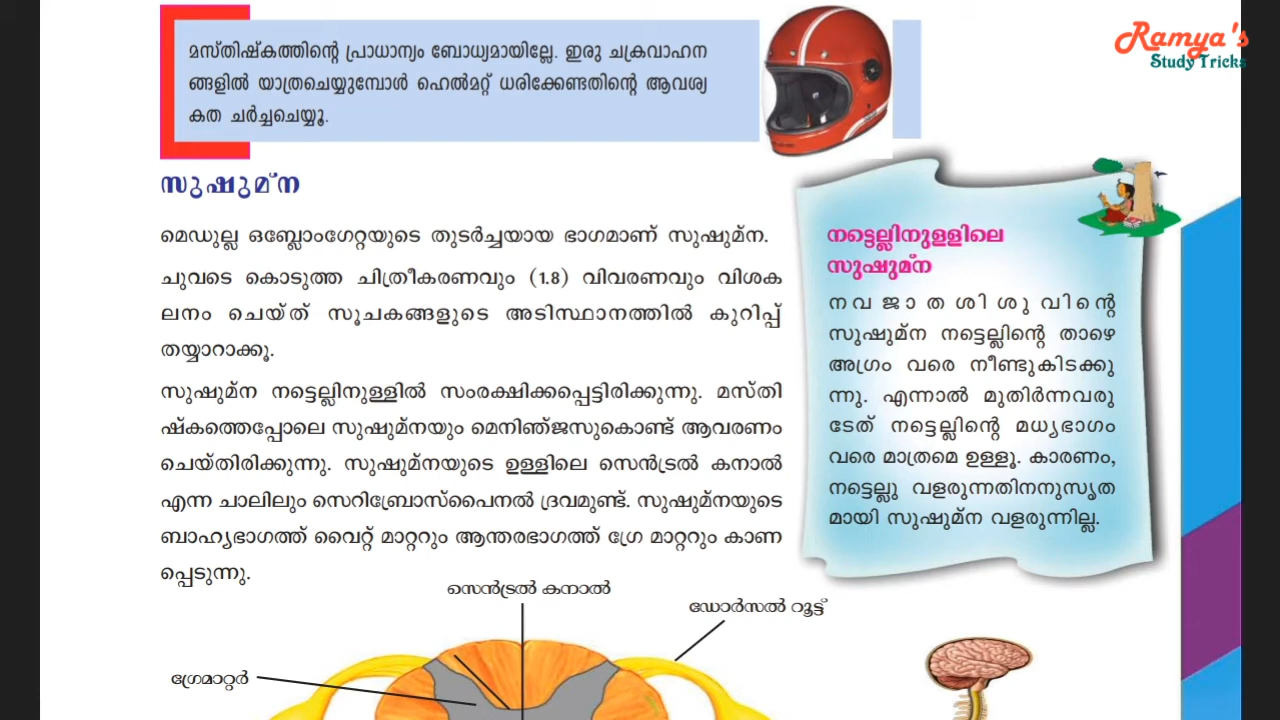 Ramya's
Study Tricks
മസ്തിഷ്കത്തിന്റെ പ്രാധാന്യം ബോധ്യമായില്ലേ. ഇരു ചക്രവാഹന
ങ്ങളിൽ യാത്രചെയ്യുമ്പോൾ ഹെൽമറ്റ് ധരിക്കേണ്ടതിന്റെ ആവശ്യ
കത ചർച്ചചെയ്യൂ.
സുഷുമ്ന
മെഡുല്ല ഒബ്ലോംഗേറ്റയുടെ തുടർച്ചയായ ഭാഗമാണ് സുഷുമ്ന.
ചുവടെ കൊടുത്ത ചിത്രീകരണവും (1.8) വിവരണവും വിശക
ലനം ചെയ്ത് സൂചകങ്ങളുടെ അടിസ്ഥാനത്തിൽ കുറിപ്പ്
തയ്യാറാക്കൂ.
സുഷുമ്ന നട്ടെല്ലിനുള്ളിൽ സംരക്ഷിക്കപ്പെട്ടിരിക്കുന്നു. മസ്തി
ഷ്കത്തെപ്പോലെ സുഷുമ്നയും മെനിഞ്ജസുകൊണ്ട് ആവരണം
ചെയ്തിരിക്കുന്നു. സുഷുമ്നയുടെ ഉള്ളിലെ സെൻട്രൽ കനാൽ
എന്ന ചാലിലും സെറിബ്രോസ്പൈനൽ ദ്രവമുണ്ട്. സുഷുമ്നയുടെ
ബാഹ്യഭാഗത്ത് വൈറ്റ് മാറ്ററും ആന്തരഭാഗത്ത് ഗ്രേ മാറ്ററും കാണ
പ്പെടുന്നു.
നട്ടെല്ലിനുളളിലെ
സുഷുമ്ന
നവജാതശിശുവിന്റെ
സുഷുമ്ന നട്ടെല്ലിന്റെ താഴെ
അഗ്രം വരെ നീണ്ടുകിടക്കു
ന്നു. എന്നാൽ മുതിർന്നവരു
ടേത് നട്ടെല്ലിന്റെ മധ്യഭാഗം
വരെ മാത്രമെ ഉള്ളൂ. കാരണം,
നട്ടെല്ലു വളരുന്നതിനനുസൃത
മായി സുഷുമ്ന വളരുന്നില്ല.
സെൻട്രൽ കനാൽ
ഡോർസൽ റൂട്ട്
ഗ്രേമാറ്റർ